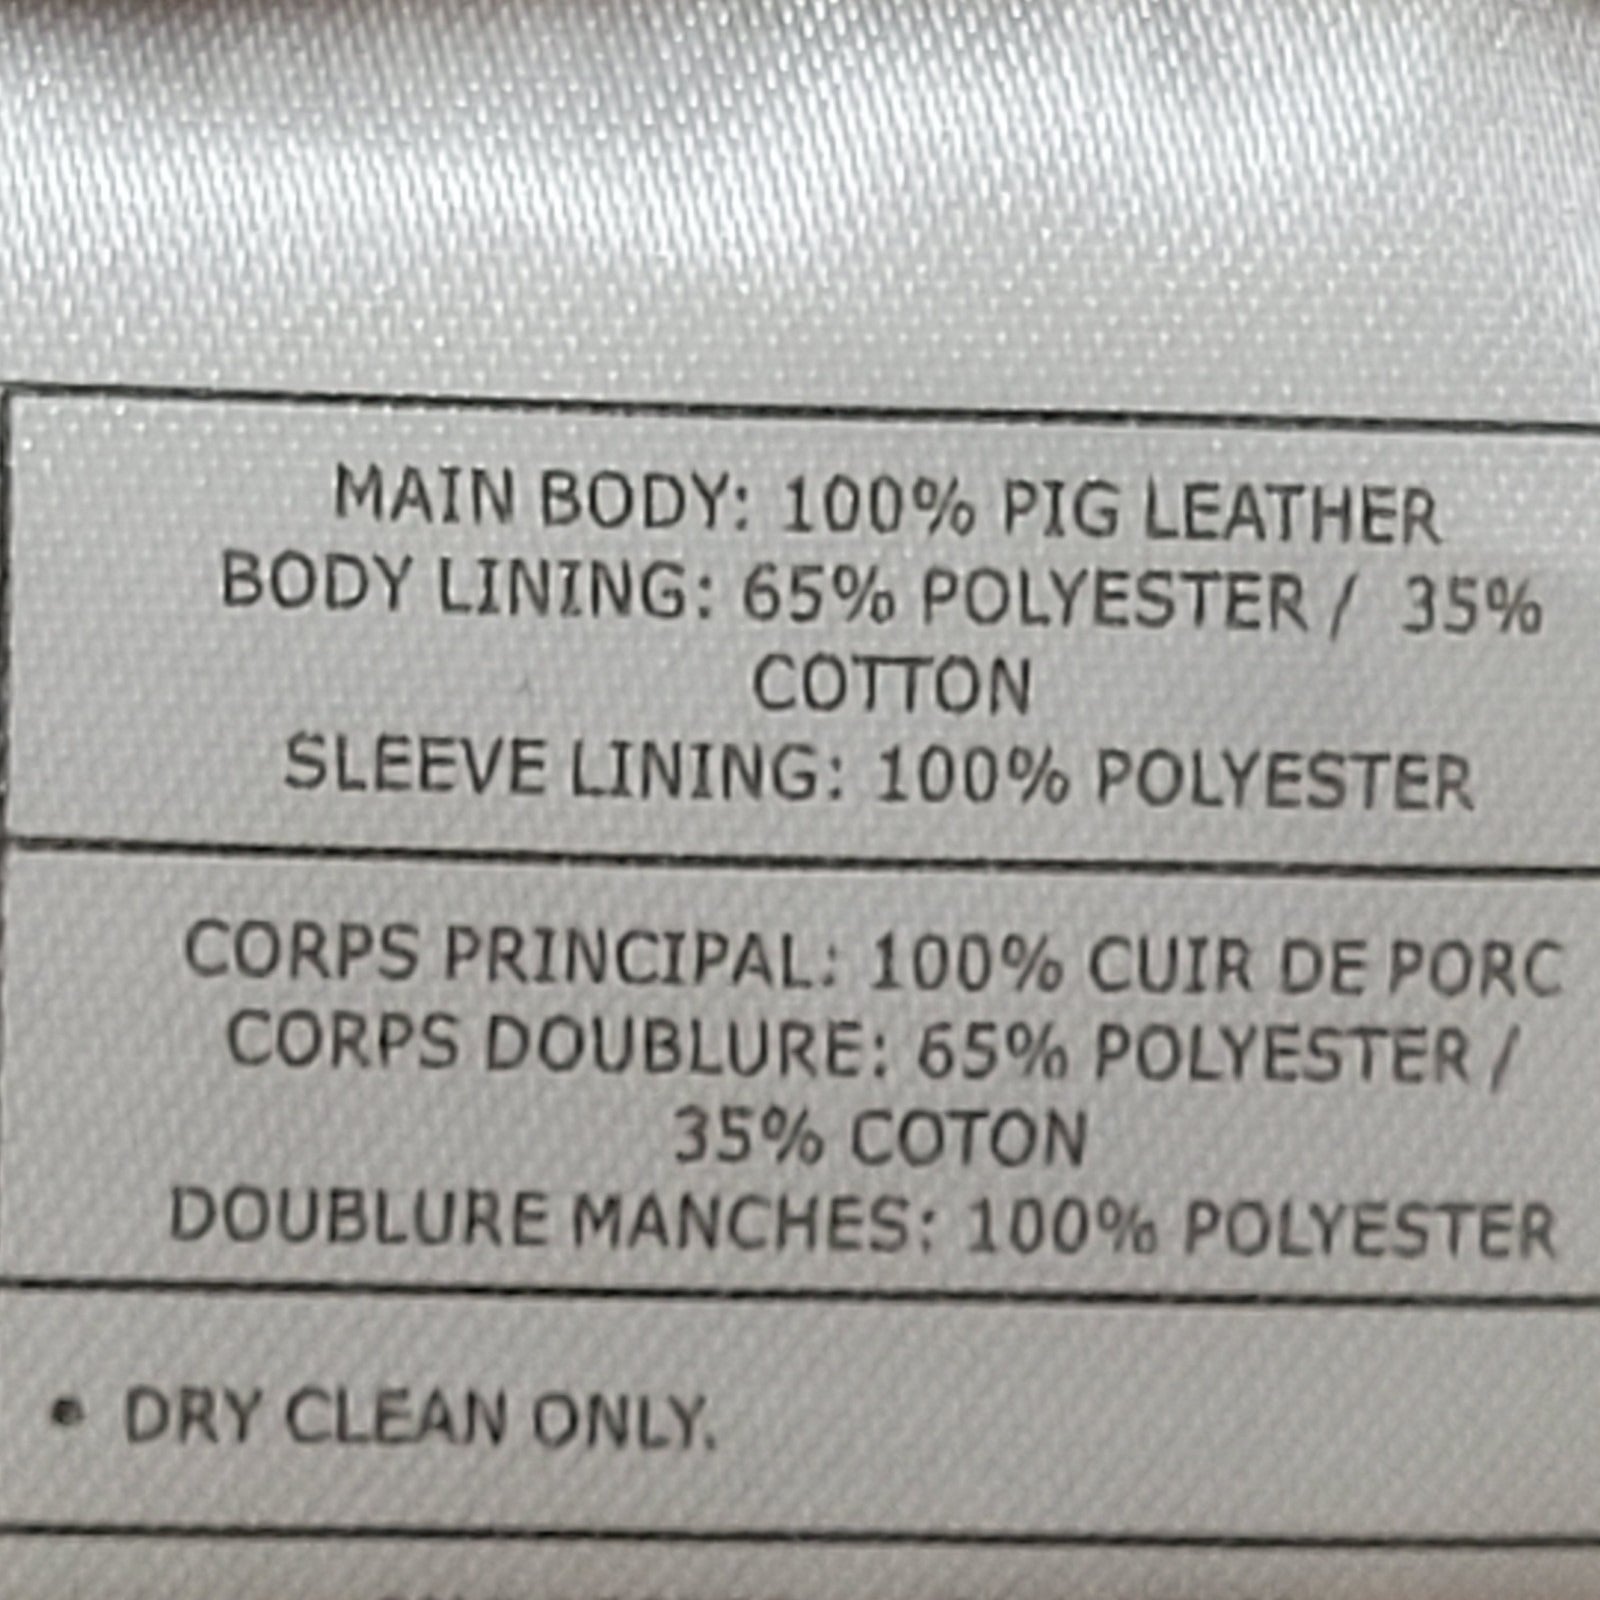 MAIN BODY: 100% PIG LEATHER
BODY LINING: 65% POLYESTER / 35%
COTTON
SLEEVE LINING: 100% POLYESTER
CORPS PRINCIPAL: 100% CUIR DE PORC
CORPS DOUBLURE: 65% POLYESTER /
35% COTON
DOUBLURE MANCHES: 100% POLYESTER
• DRY CLEAN ONLY.